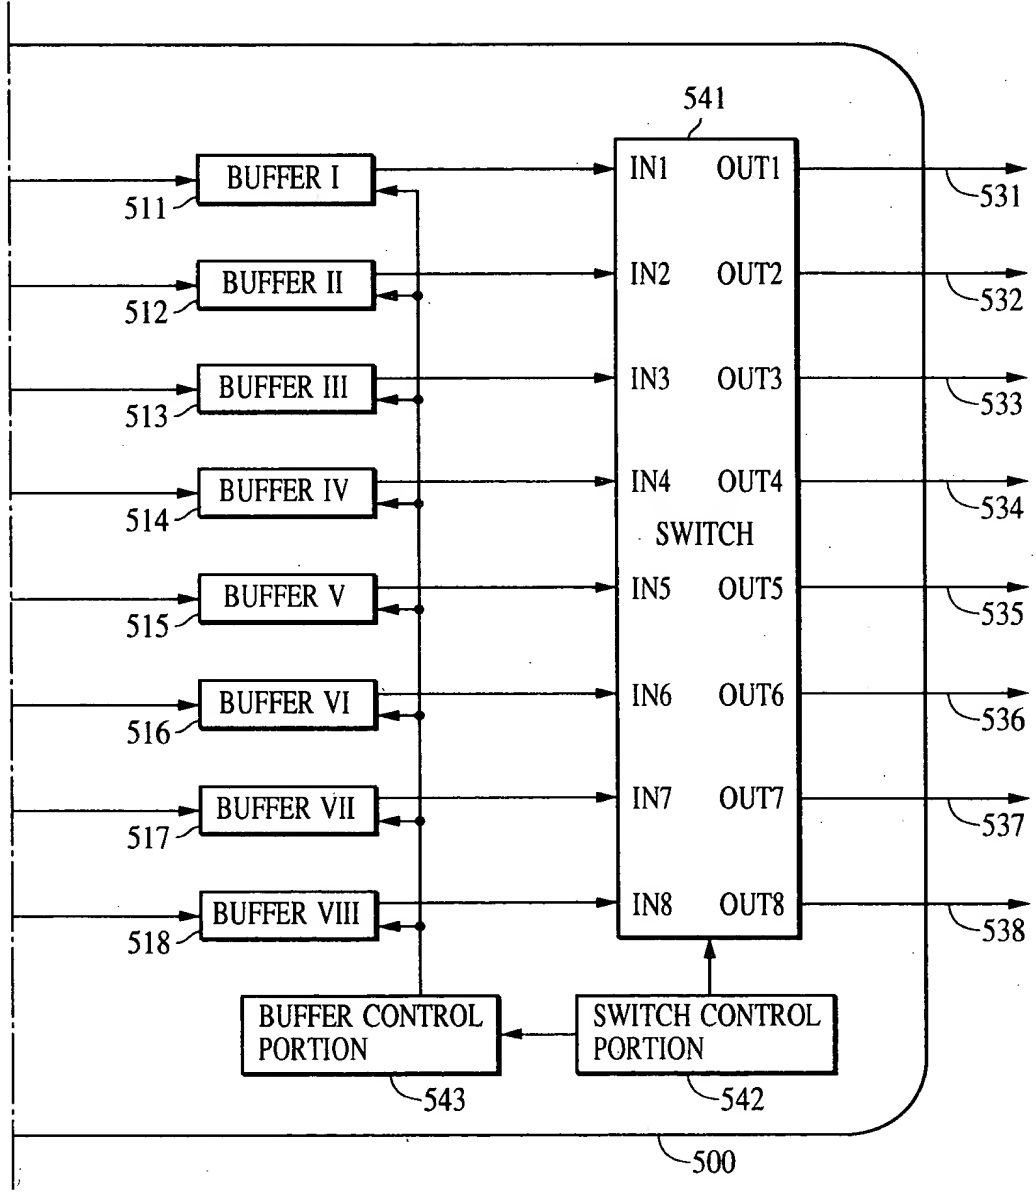 541
BUFFER I
IN1 OUT1
511
531
BUFFER II
IN2 OUT2
512
532
BUFFER III
IN3 OUT3
513
533
BUFFER IV
IN4 OUT4
514
534
SWITCH
BUFFER V
IN5 OUT5
515
535
BUFFER VI
IN6 OUT6
516
536
BUFFER VII
IN7 OUT7
517
537
BUFFER VIII
IN8 OUT8
518
538
BUFFER CONTROL
PORTION
SWITCH CONTROL
PORTION
543
542
500